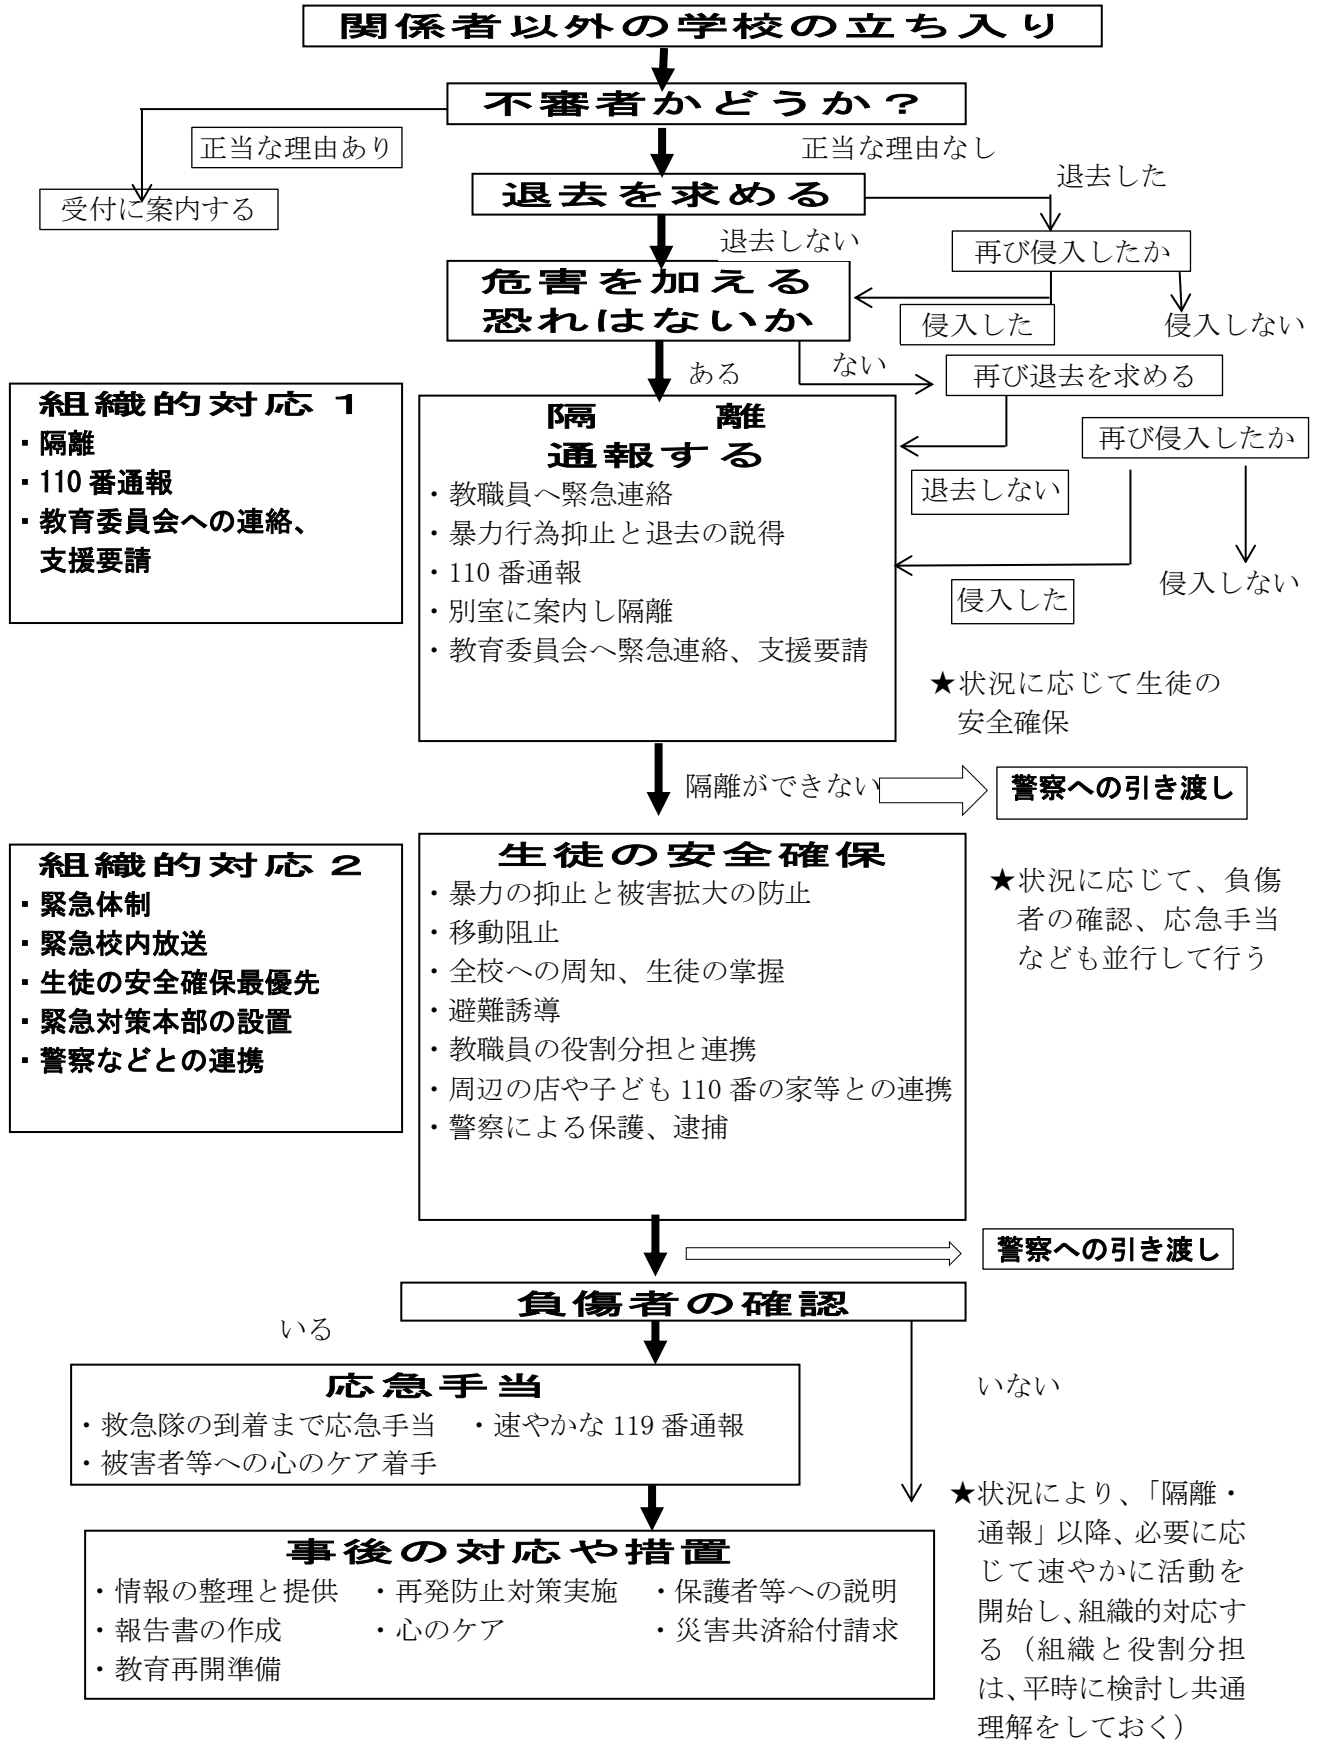 関係者以外の学校の立ち入り
不審者かどうか？
正当な理由あり
正当な理由なし
受付に案内する
退去を求める
退去した
退去しない
再び侵入したか
危害を加える
恐れはないか
侵入した
侵入しない
ある
ない
再び退去を求める
組織的対応１
・隔離
・110番通報
・教育委員会への連絡、
支援要請
隔　　離
通報する
・教職員へ緊急連絡
・暴力行為抑止と退去の説得
・110番通報
・別室に案内し隔離
・教育委員会へ緊急連絡、支援要請
再び侵入したか
退去しない
侵入した
侵入しない
★状況に応じて生徒の
安全確保
隔離ができない
警察への引き渡し
組織的対応２
・緊急体制
・緊急校内放送
・生徒の安全確保最優先
・緊急対策本部の設置
・警察などとの連携
生徒の安全確保
・暴力の抑止と被害拡大の防止
・移動阻止
・全校への周知、生徒の掌握
・避難誘導
・教職員の役割分担と連携
・周辺の店や子ども110番の家等との連携
・警察による保護、逮捕
★状況に応じて、負傷
者の確認、応急手当
なども並行して行う
警察への引き渡し
負傷者の確認
いる
いない
応急手当
・救急隊の到着まで応急手当　・速やかな119番通報
・被害者等への心のケア着手
事後の対応や措置
・情報の整理と提供　・再発防止対策実施　・保護者等への説明
・報告書の作成　・心のケア　・災害共済給付請求
・教育再開準備
★状況により、「隔離・
通報」以降、必要に応
じて速やかに活動を
開始し、組織的対応す
る（組織と役割分担
は、平時に検討し共通
理解をしておく）